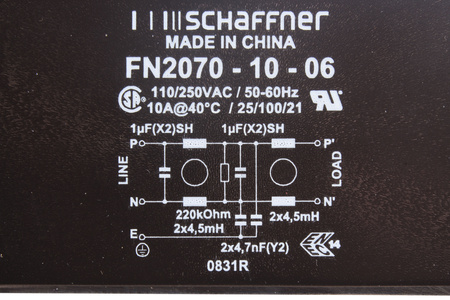 SCHAFFNER
MADE IN CHINA
FN2070 - 10 - 06
110/250VAC / 50-60Hz
10A@40°C / 25/100/21
1µF(X2)SH 1µF(X2)SH
P P'
LINE LOAD
N N'
220kOhm
2x4,5mH 2x4,5mH
E
2x4,7nF(Y2)
14
0831R